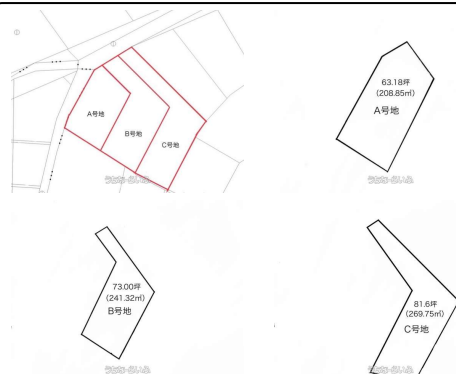 A号地
B号地
C号地
63.18坪
(208.85㎡)
A号地
73.00坪
(241.32㎡)
B号地
81.6坪
(269.75㎡)
C号地